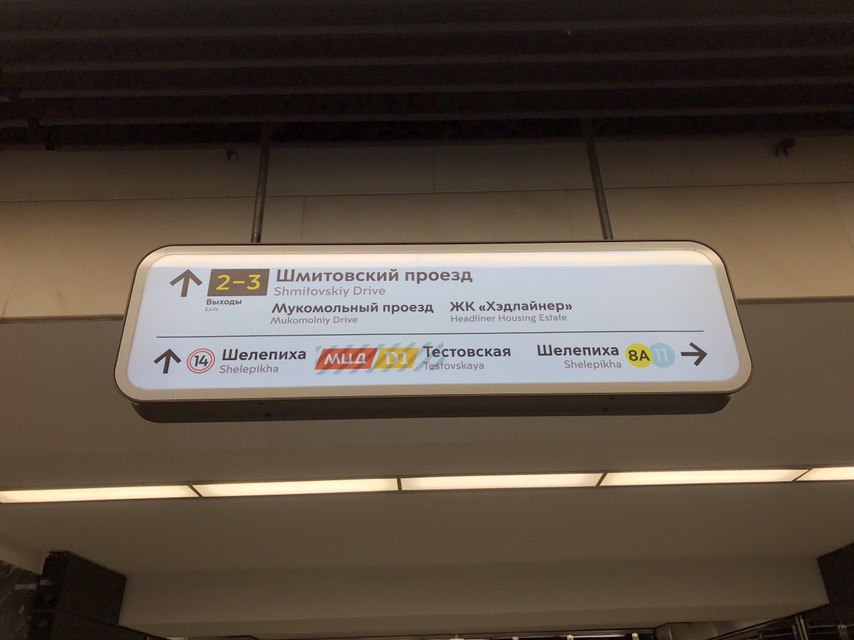 2-3 Шмитовский проезд
Выходы Shmitovskiy Drive
Exits
Мукомольный проезд ЖК «Хэдлайнер»
Mukomolniy Drive Headliner Housing Estate
14 Шелепиха МЦД D1 Тестовская Шелепиха 8А 11
Shelepikha Testovskaya Shelepikha